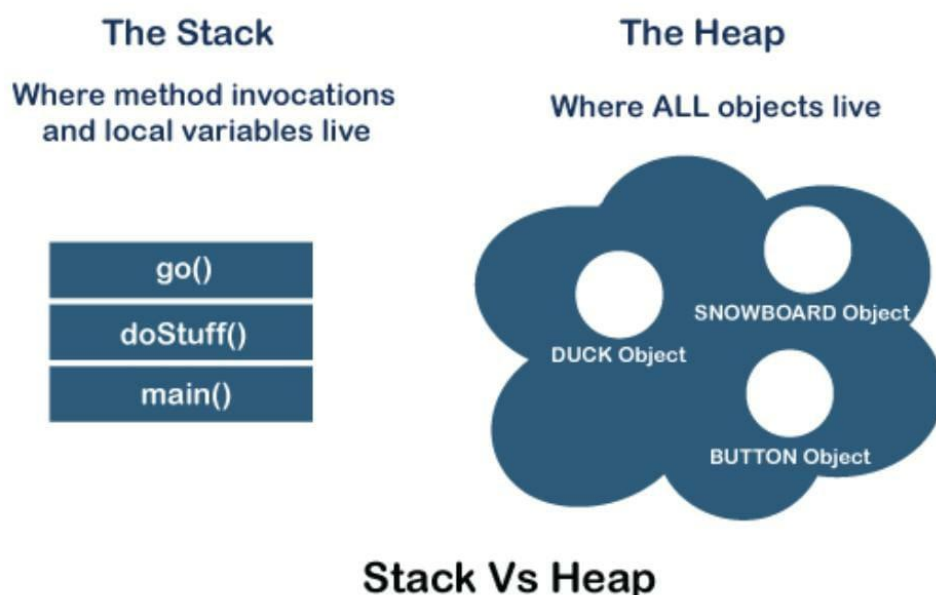 The Stack
Where method invocations
and local variables live
go()
doStuff()
main()
The Heap
Where ALL objects live
DUCK Object
SNOWBOARD Object
BUTTON Object
Stack Vs Heap